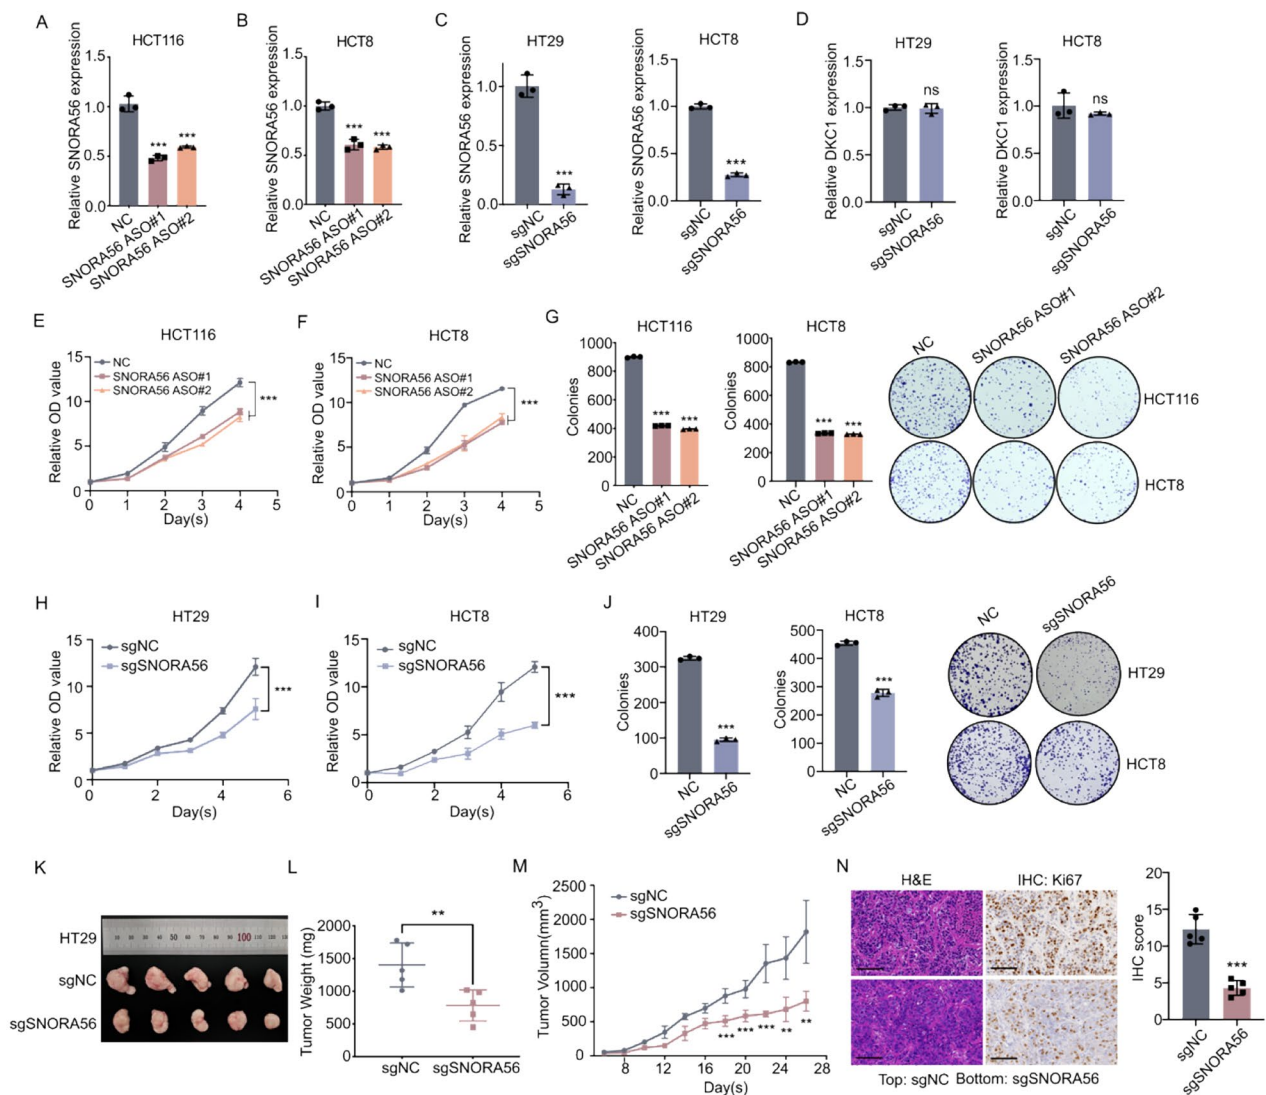 A
HCT116
Relative SNORA56 expression
1.5
1.0
0.5
0.0
***
***
NC
SNORA56 ASO#1
SNORA56 ASO#2
B
HCT8
Relative SNORA56 expression
1.5
1.0
0.5
0.0
***
***
NC
SNORA56 ASO#1
SNORA56 ASO#2
C
HT29
Relative SNORA56 expression
1.0
0.5
0.0
***
sgNC
sgSNORA56
HCT8
Relative SNORA56 expression
1.5
1.0
0.5
0.0
***
sgNC
sgSNORA56
D
HT29
Relative DKC1 expression
1.5
1.0
0.5
0.0
ns
sgNC
sgSNORA56
HCT8
Relative DKC1 expression
1.5
1.0
0.5
0.0
ns
sgNC
sgSNORA56
E
HCT116
Relative OD value
15
10
5
0
NC
SNORA56 ASO#1
SNORA56 ASO#2
***
0 1 2 3 4 5
Day(s)
F
HCT8
Relative OD value
15
10
5
0
NC
SNORA56 ASO#1
SNORA56 ASO#2
***
0 1 2 3 4 5
Day(s)
G
HCT116
Colonies
1000
800
600
400
200
0
***
***
NC
SNORA56 ASO#1
SNORA56 ASO#2
HCT8
Colonies
1000
800
600
400
200
0
***
***
NC
SNORA56 ASO#1
SNORA56 ASO#2
NC
SNORA56 ASO#1
SNORA56 ASO#2
HCT116
HCT8
H
HT29
Relative OD value
15
10
5
0
sgNC
sgSNORA56
***
0 2 4 6
Day(s)
I
HCT8
Relative OD value
15
10
5
0
sgNC
sgSNORA56
***
0 2 4 6
Day(s)
J
HT29
Colonies
400
300
200
100
0
***
NC
sgSNORA56
HCT8
Colonies
500
400
300
200
100
0
***
NC
sgSNORA56
NC
sgSNORA56
HT29
HCT8
K
HT29
50
100
sgNC
sgSNORA56
L
Tumor Weight (mg)
2000
1500
1000
500
0
**
sgNC sgSNORA56
M
Tumor Volumn(mm3)
2500
2000
1500
1000
500
0
sgNC
sgSNORA56
*** *** *** ** **
8 12 16 20 24 28
Day(s)
N
H&E IHC: Ki67
Top: sgNC Bottom: sgSNORA56
IHC score
20
15
10
5
0
***
sgNC
sgSNORA56